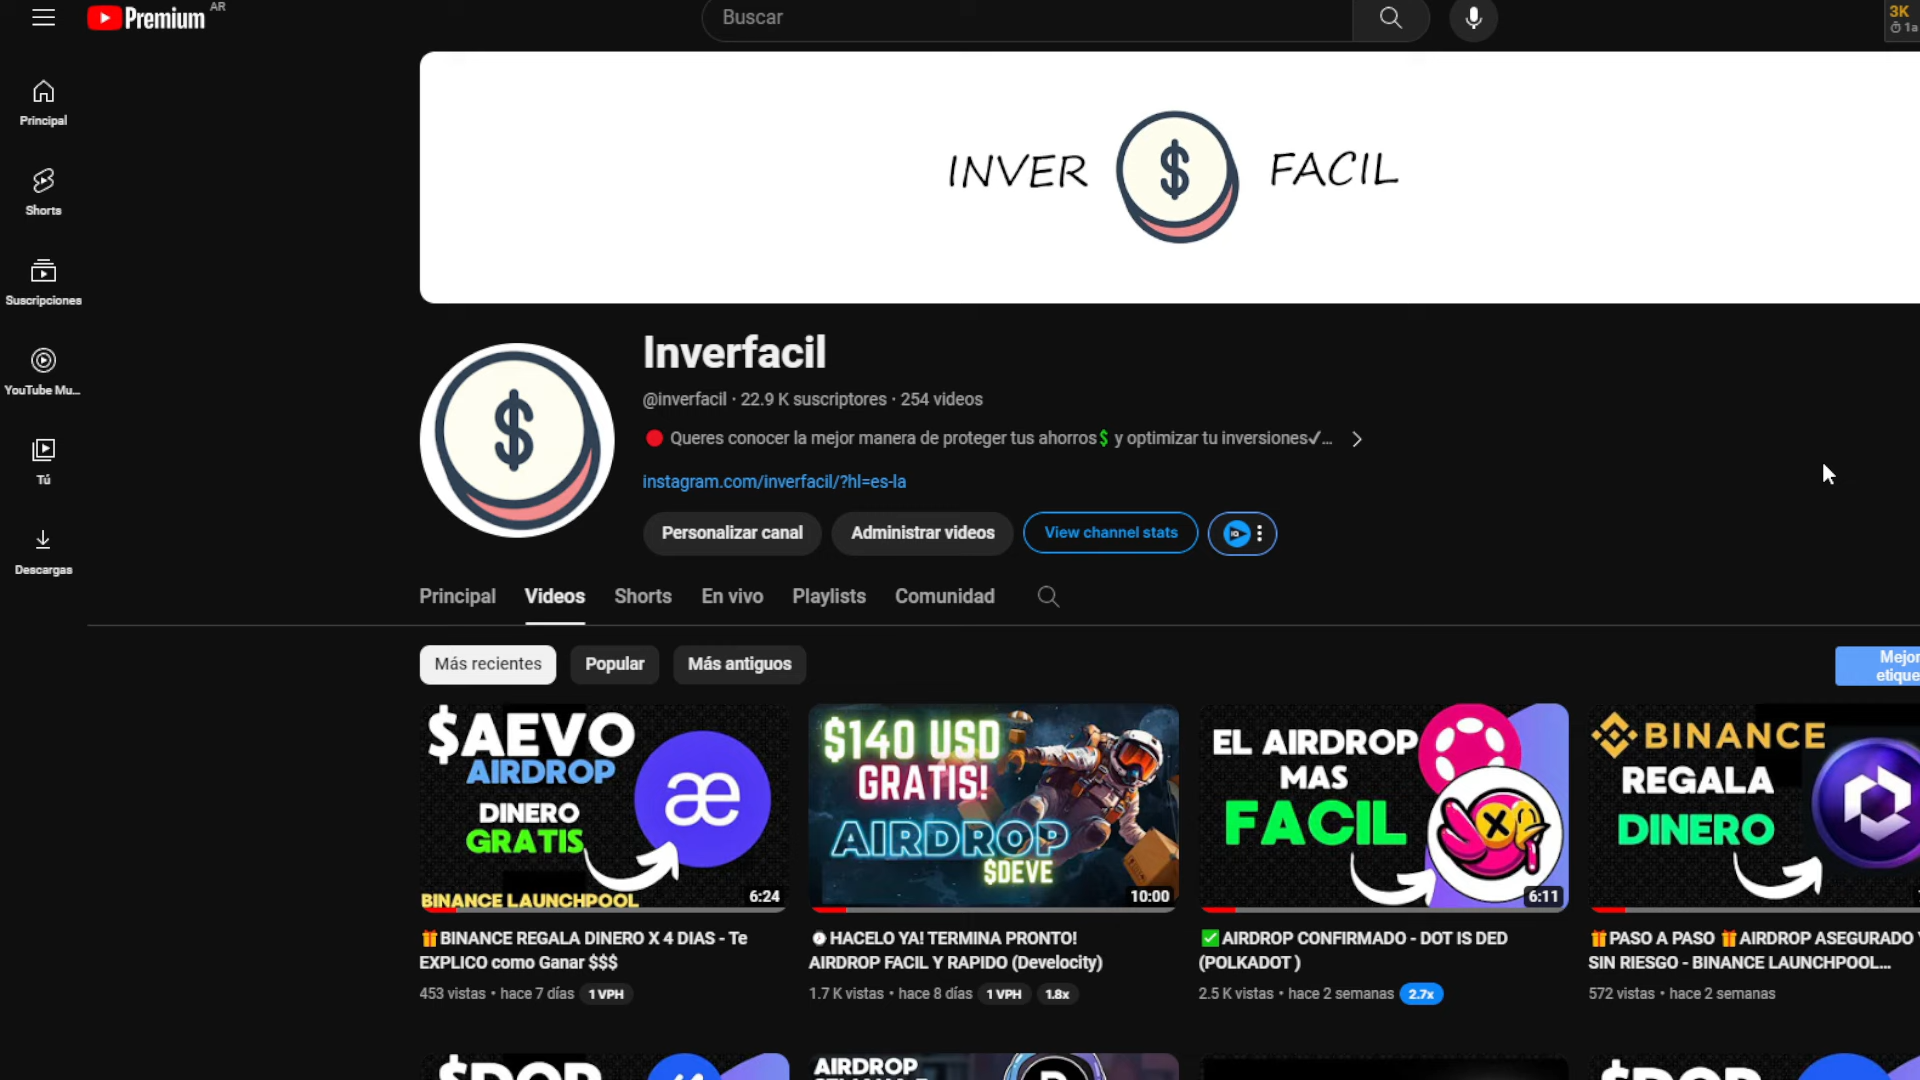 Premium AR
Buscar
3K
1a
Principal
Shorts
Suscripciones
YouTube Mu...
Tú
Descargas
INVER $ FACIL
$
Inverfacil
@inverfacil · 22.9 K suscriptores · 254 videos
Queres conocer la mejor manera de proteger tus ahorros💲 y optimizar tu inversiones✓...
instagram.com/inverfacil/?hl=es-la
Personalizar canal
Administrar videos
View channel stats
IQ
Principal
Videos
Shorts
En vivo
Playlists
Comunidad
Más recientes
Popular
Más antiguos
Mejor
etique
$AEVO
AIRDROP
DINERO
GRATIS
æ
BINANCE LAUNCHPOOL
6:24
🎁BINANCE REGALA DINERO X 4 DIAS - Te
EXPLICO como Ganar $$$
453 vistas · hace 7 días 1 VPH
$140 USD
GRATIS!
AIRDROP
$DEVE
10:00
HACELO YA! TERMINA PRONTO!
AIRDROP FACIL Y RAPIDO (Develocity)
1.7 K vistas · hace 8 días 1 VPH 1.8x
EL AIRDROP
MAS
FACIL
6:11
✅AIRDROP CONFIRMADO - DOT IS DED
(POLKADOT )
2.5 K vistas · hace 2 semanas 2.7x
BINANCE
REGALA
DINERO
🎁PASO A PASO 🎁AIRDROP ASEGURADO Y
SIN RIESGO - BINANCE LAUNCHPOOL...
572 vistas · hace 2 semanas
AIRDROP